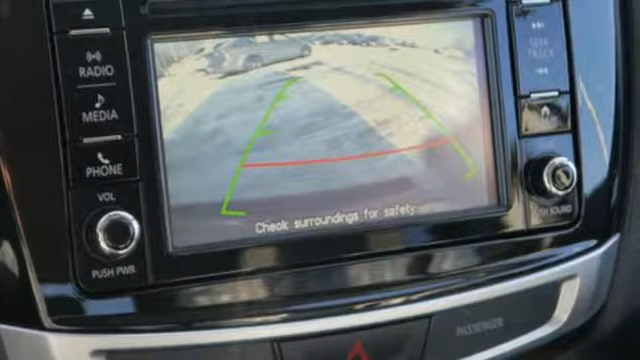 RADIO
MEDIA
PHONE
VOL
PUSH PWR
Check surroundings for safety
SEEK
TRACK
SOUND
PASSENGER